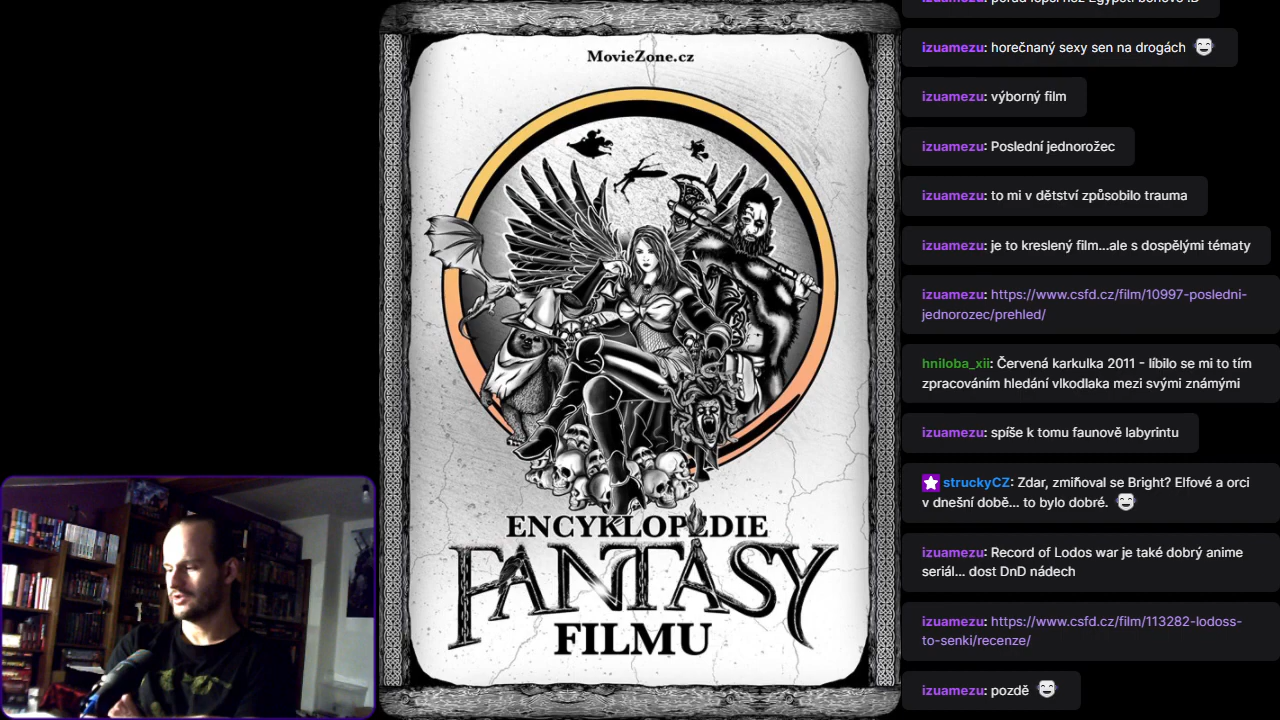 MovieZone.cz
ENCYKLOPEDIE
FANTASY
FILMU
izuamezu: horečnaný sexy sen na drogách
izuamezu: výborný film
izuamezu: Poslední jednorožec
izuamezu: to mi v dětství způsobilo trauma
izuamezu: je to kreslený film...ale s dospělými tématy
izuamezu: https://www.csfd.cz/film/10997-posledni-
jednorozec/prehled/
hniloba_xii: Červená karkulka 2011 - líbilo se mi to tím
zpracováním hledání vlkodlaka mezi svými známými
izuamezu: spíše k tomu faunově labyrintu
struckyCZ: Zdar, zmiňoval se Bright? Elfové a orci
v dnešní době... to bylo dobré.
izuamezu: Record of Lodos war je také dobrý anime
seriál... dost DnD nádech
izuamezu: https://www.csfd.cz/film/113282-lodoss-
to-senki/recenze/
izuamezu: pozdě